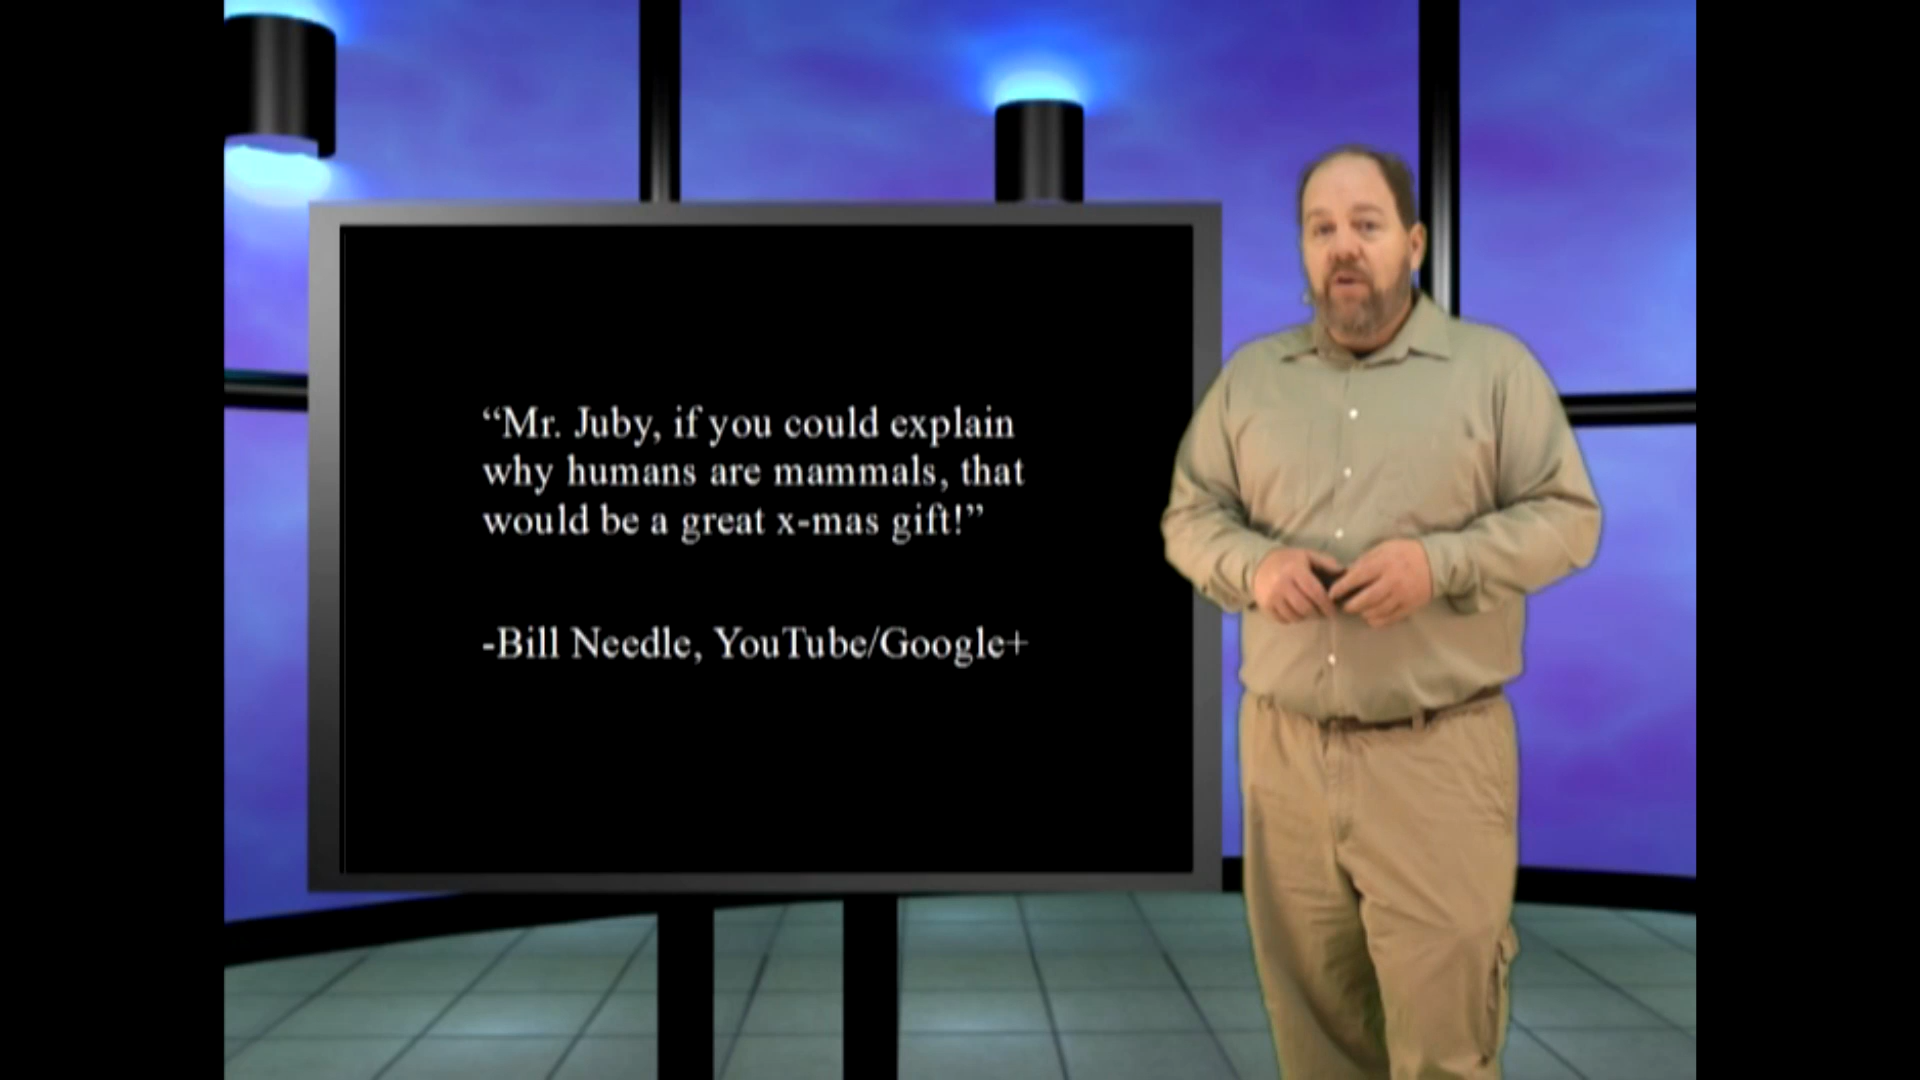 “Mr. Juby, if you could explain
why humans are mammals, that
would be a great x-mas gift!”
-Bill Needle, YouTube/Google+